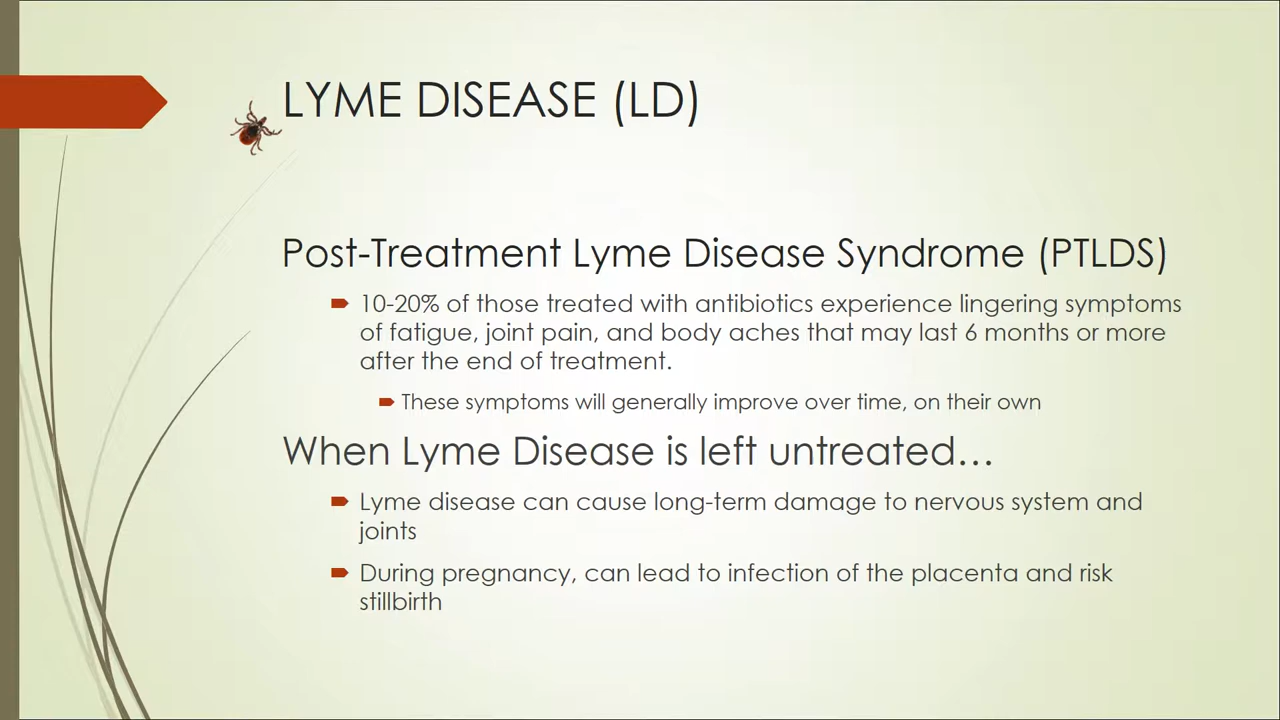 LYME DISEASE (LD)
Post-Treatment Lyme Disease Syndrome (PTLDS)
10-20% of those treated with antibiotics experience lingering symptoms
of fatigue, joint pain, and body aches that may last 6 months or more
after the end of treatment.
These symptoms will generally improve over time, on their own
When Lyme Disease is left untreated…
Lyme disease can cause long-term damage to nervous system and
joints
During pregnancy, can lead to infection of the placenta and risk
stillbirth